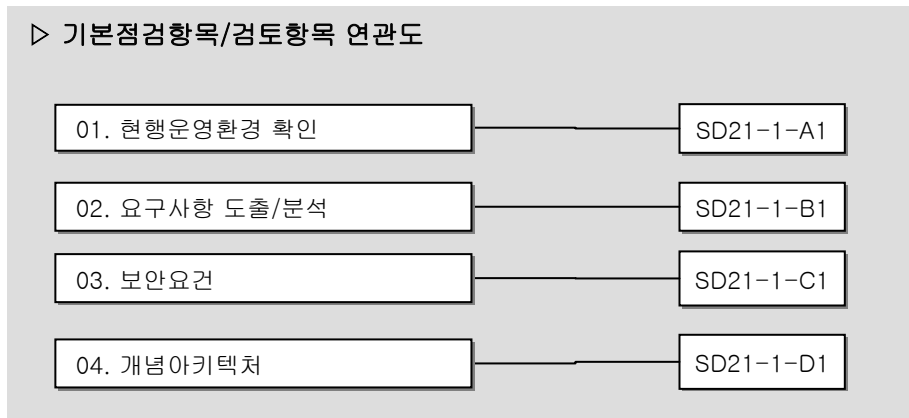 ▷ 기본점검항목/검토항목 연관도
01. 현행운영환경 확인 SD21-1-A1
02. 요구사항 도출/분석 SD21-1-B1
03. 보안요건 SD21-1-C1
04. 개념아키텍처 SD21-1-D1